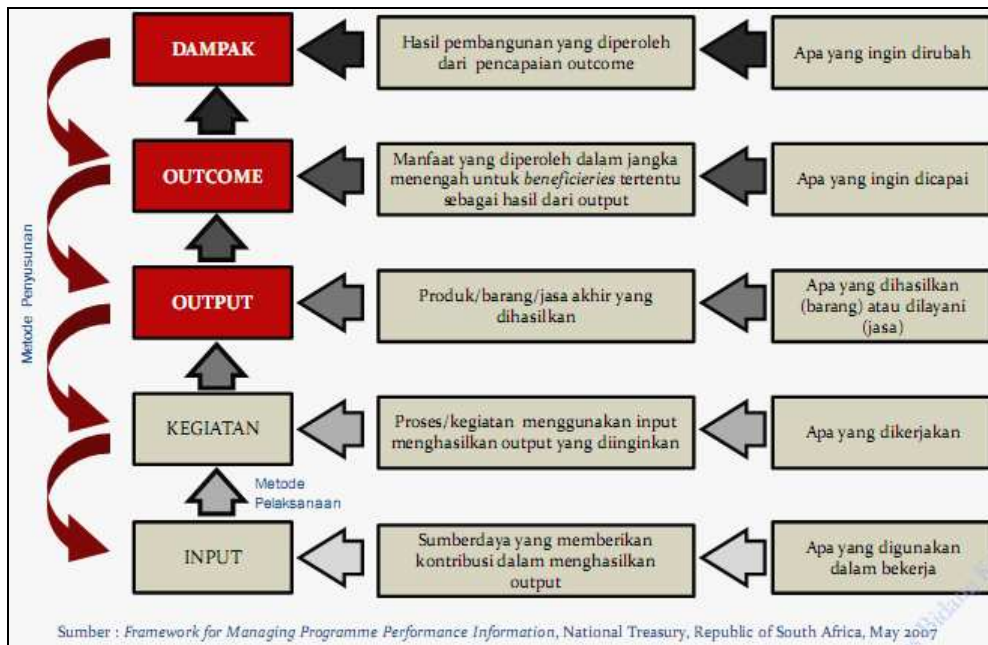 DAMPAK
Hasil pembangunan yang diperoleh
dari pencapaian outcome
Apa yang ingin dirubah
OUTCOME
Manfaat yang diperoleh dalam jangka
menengah untuk beneficieries tertentu
sebagai hasil dari output
Apa yang ingin dicapai
Metode Penyusunan
OUTPUT
Produk/barang/jasa akhir yang
dihasilkan
Apa yang dihasilkan
(barang) atau dilayani
(jasa)
KEGIATAN
Proses/kegiatan menggunakan input
menghasilkan output yang diinginkan
Apa yang dikerjakan
Metode
Pelaksanaan
INPUT
Sumberdaya yang memberikan
kontribusi dalam menghasilkan
output
Apa yang digunakan
dalam bekerja
Sumber : Framework for Managing Programme Performance Information, National Treasury, Republic of South Africa, May 2007
Bidang